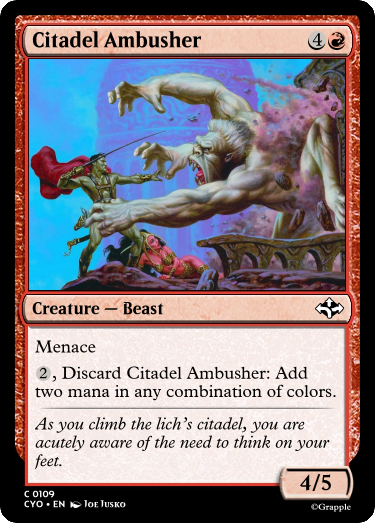 Citadel Ambusher 4
Creature — Beast
Menace
2, Discard Citadel Ambusher: Add
two mana in any combination of colors.
As you climb the lich's citadel, you are
acutely aware of the need to think on your
feet.
4/5
C 0109
CYO • EN JOE JUSKO
©Grapple